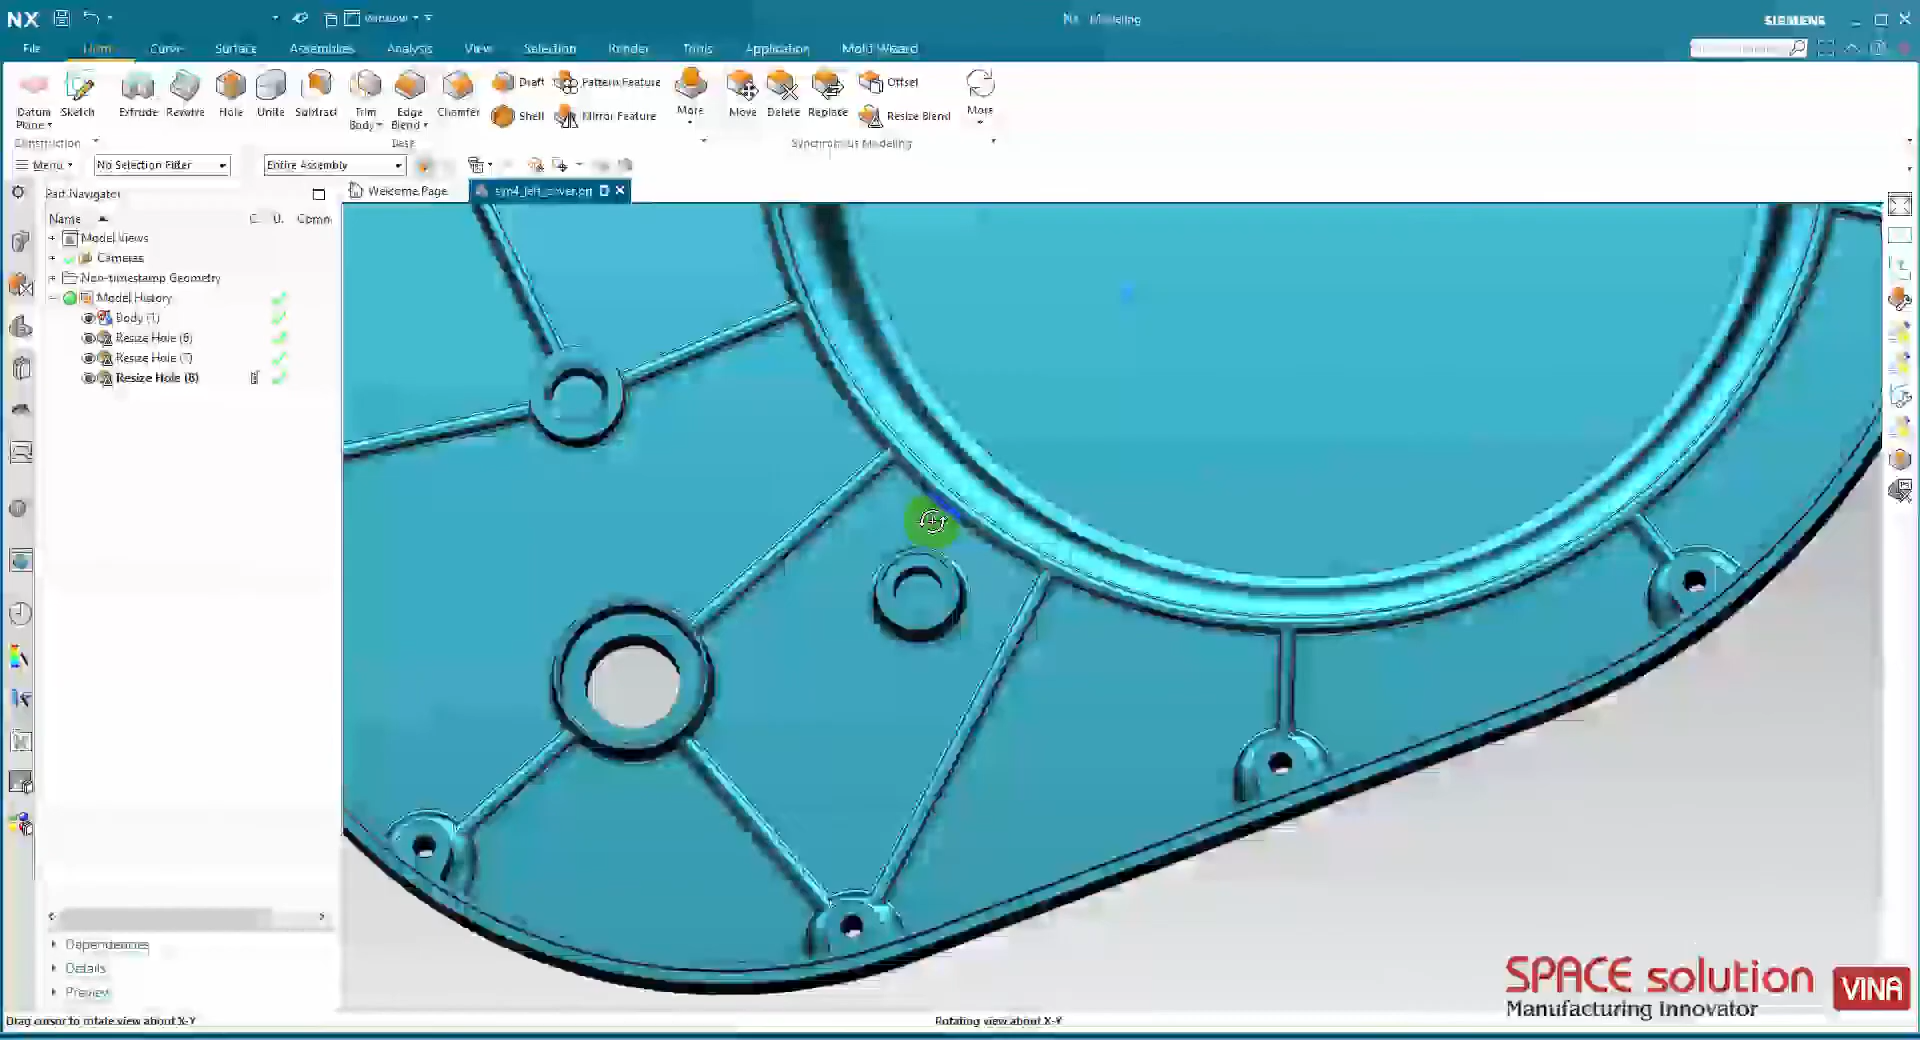 NX
Window
NX Modeling
SIEMENS
File Home Curve Surface Assemblies Analysis View Selection Render Tools Application Mold Wizard
Datum Plane
Sketch
Extrude
Revolve
Hole
Unite
Subtract
Trim Body
Edge Blend
Chamfer
Draft
Shell
Pattern Feature
Mirror Feature
More
Move
Delete
Replace
Offset
Resize Blend
More
Construction
Base
Synchronous Modeling
Menu
No Selection Filter
Entire Assembly
Part Navigator
Welcome Page
Name
C.
U.
Comm
Model Views
Cameras
Non-timestamp Geometry
Model History
Body (1)
Resize Hole (6)
Resize Hole (7)
Resize Hole (8)
Dependencies
Details
Preview
SPACE solution
VINA
Manufacturing Innovator
Drag cursor to rotate view about X-Y
Rotating view about X-Y